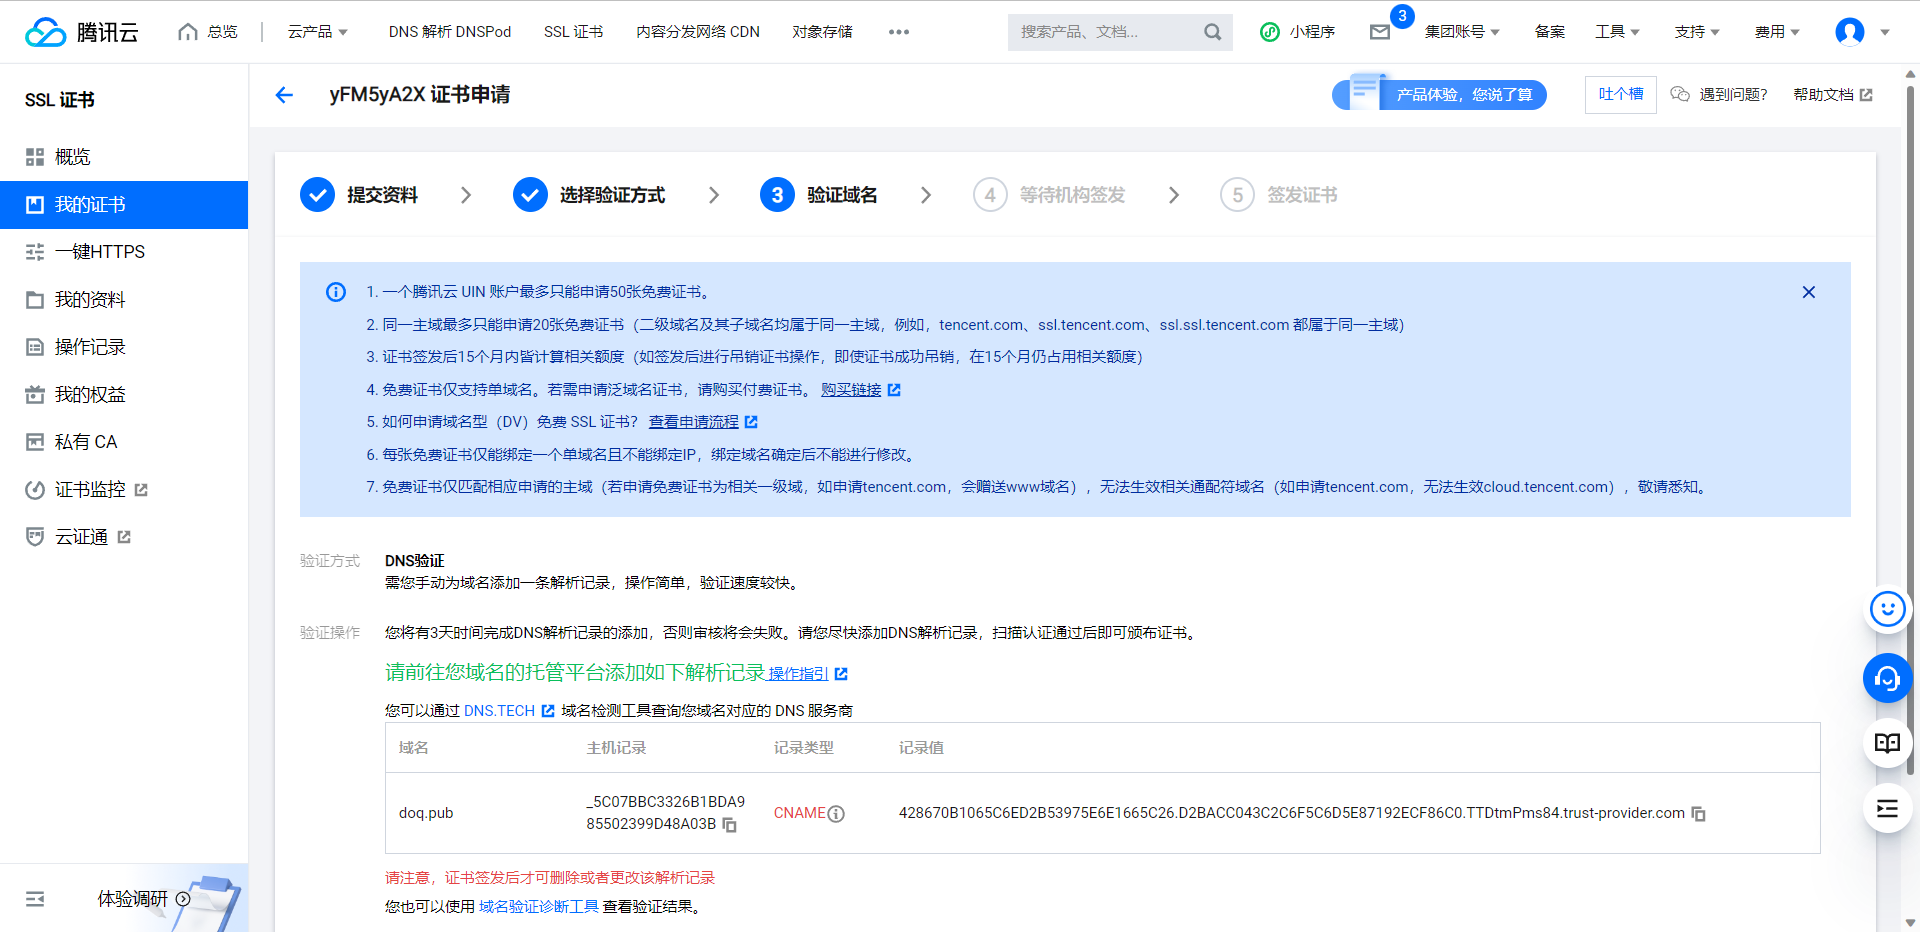 腾讯云
总览
云产品
DNS 解析 DNSPod
SSL 证书
内容分发网络 CDN
对象存储
搜索产品、文档...
小程序
3
集团账号
备案
工具
支持
费用
SSL 证书
概览
我的证书
一键HTTPS
我的资料
操作记录
我的权益
私有 CA
证书监控
云证通
体验调研
yFM5yA2X 证书申请
产品体验，您说了算
吐个槽
遇到问题?
帮助文档
提交资料
选择验证方式
3 验证域名
4 等待机构签发
5 签发证书
1. 一个腾讯云 UIN 账户最多只能申请50张免费证书。
2. 同一主域最多只能申请20张免费证书（二级域名及其子域名均属于同一主域，例如，tencent.com、ssl.tencent.com、ssl.ssl.tencent.com 都属于同一主域）
3. 证书签发后15个月内皆计算相关额度（如签发后进行吊销证书操作，即使证书成功吊销，在15个月仍占用相关额度）
4. 免费证书仅支持单域名。若需申请泛域名证书，请购买付费证书。 购买链接
5. 如何申请域名型（DV）免费 SSL 证书？ 查看申请流程
6. 每张免费证书仅能绑定一个单域名且不能绑定IP，绑定域名确定后不能进行修改。
7. 免费证书仅匹配相应申请的主域（若申请免费证书为相关一级域，如申请tencent.com，会赠送www域名），无法生效相关通配符域名（如申请tencent.com，无法生效cloud.tencent.com），敬请悉知。
验证方式
DNS验证
需您手动为域名添加一条解析记录，操作简单，验证速度较快。
验证操作
您将有3天时间完成DNS解析记录的添加，否则审核将会失败。请您尽快添加DNS解析记录，扫描认证通过后即可颁布证书。
请前往您域名的托管平台添加如下解析记录 操作指引
您可以通过 DNS.TECH 域名检测工具查询您域名对应的 DNS 服务商
域名
主机记录
记录类型
记录值
doq.pub
_5C07BBC3326B1BDA9
85502399D48A03B
CNAME
428670B1065C6ED2B53975E6E1665C26.D2BACC043C2C6F5C6D5E87192ECF86C0.TTDtmPms84.trust-provider.com
请注意，证书签发后才可删除或者更改该解析记录
您也可以使用 域名验证诊断工具 查看验证结果。